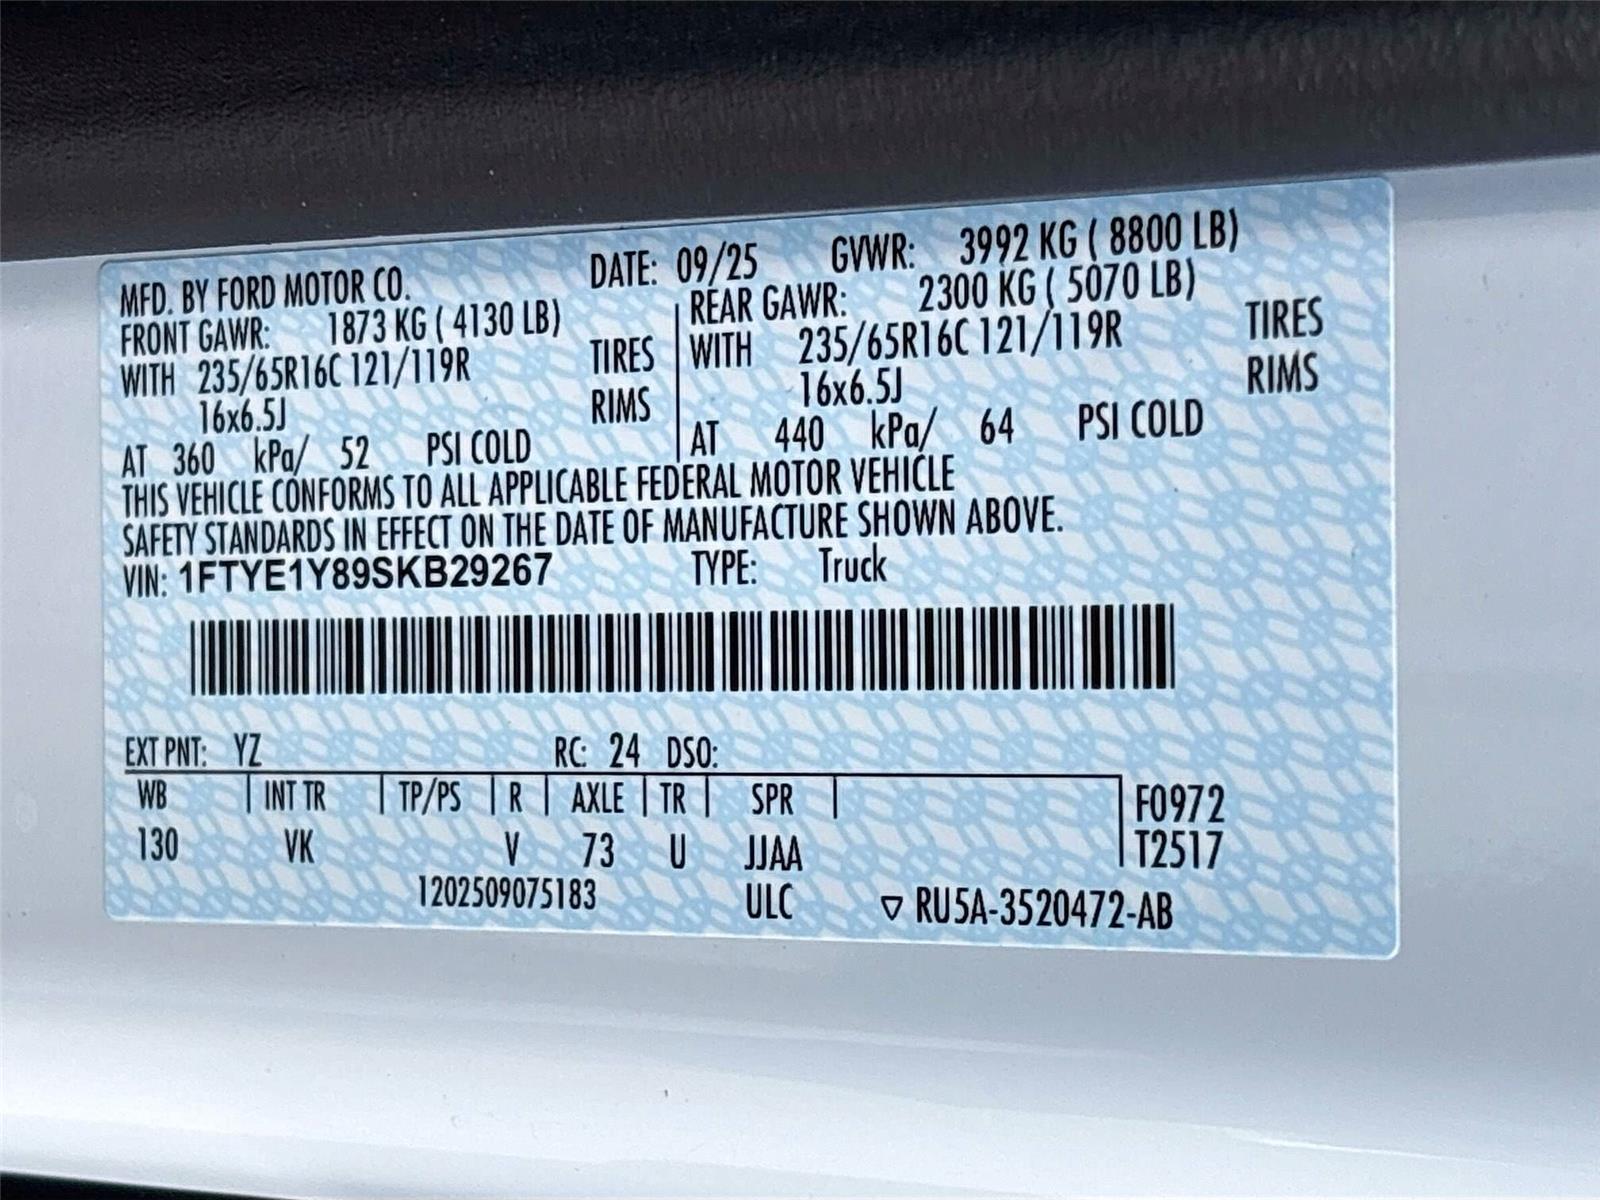 MFD. BY FORD MOTOR CO. DATE: 09/25 GVWR: 3992 KG ( 8800 LB)
FRONT GAWR: 1873 KG ( 4130 LB) REAR GAWR: 2300 KG ( 5070 LB)
WITH 235/65R16C 121/119R TIRES WITH 235/65R16C 121/119R TIRES
16x6.5J RIMS 16x6.5J RIMS
AT 360 kPa/ 52 PSI COLD AT 440 kPa/ 64 PSI COLD
THIS VEHICLE CONFORMS TO ALL APPLICABLE FEDERAL MOTOR VEHICLE
SAFETY STANDARDS IN EFFECT ON THE DATE OF MANUFACTURE SHOWN ABOVE.
VIN: 1FTYE1Y89SKB29267 TYPE: Truck
EXT PNT: YZ RC: 24 DSO:
WB INT TR TP/PS R AXLE TR SPR F0972
130 VK V 73 U JJAA T2517
1202509075183 ULC ▽ RU5A-3520472-AB